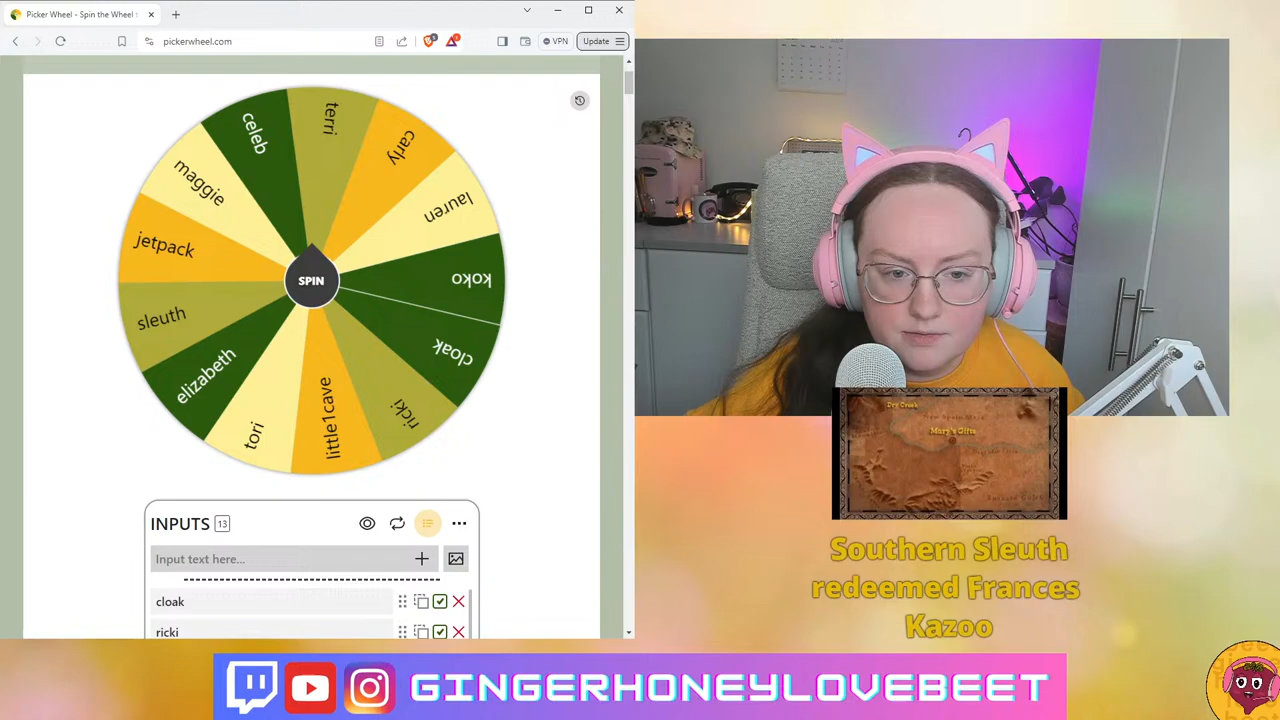 Picker Wheel - Spin the Wheel
pickerwheel.com
VPN
Update
celeb
terri
carly
lauren
koko
cloak
ricki
little1cave
tori
elizabeth
sleuth
jetpack
maggie
SPIN
INPUTS 13
Input text here...
cloak
ricki
Dry Creek
Mary's Gifts
Southern Sleuth
redeemed Frances
Kazoo
GINGERHONEYLOVEBEET